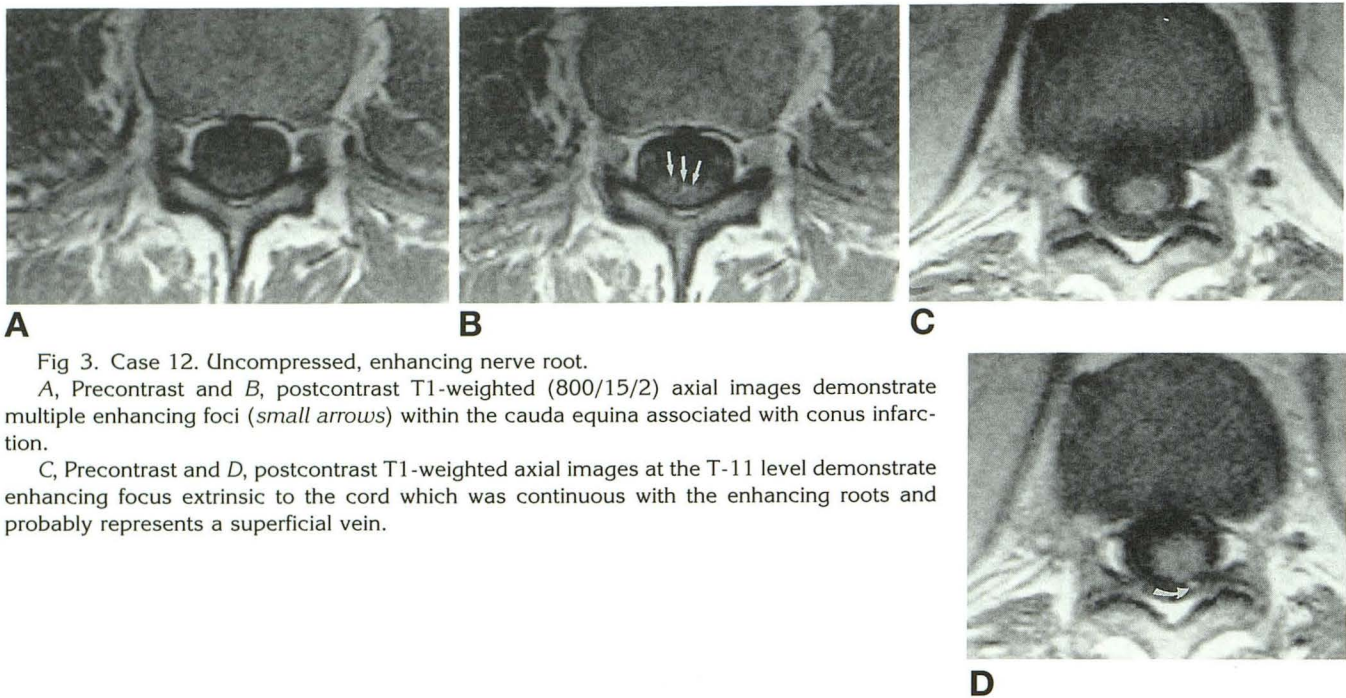 A
B
C
Fig 3. Case 12. Uncompressed, enhancing nerve root.
A, Precontrast and B, postcontrast T1-weighted (800/15/2) axial images demonstrate
multiple enhancing foci (small arrows) within the cauda equina associated with conus infarc-
tion.
C, Precontrast and D, postcontrast T1-weighted axial images at the T-11 level demonstrate
enhancing focus extrinsic to the cord which was continuous with the enhancing roots and
probably represents a superficial vein.
D